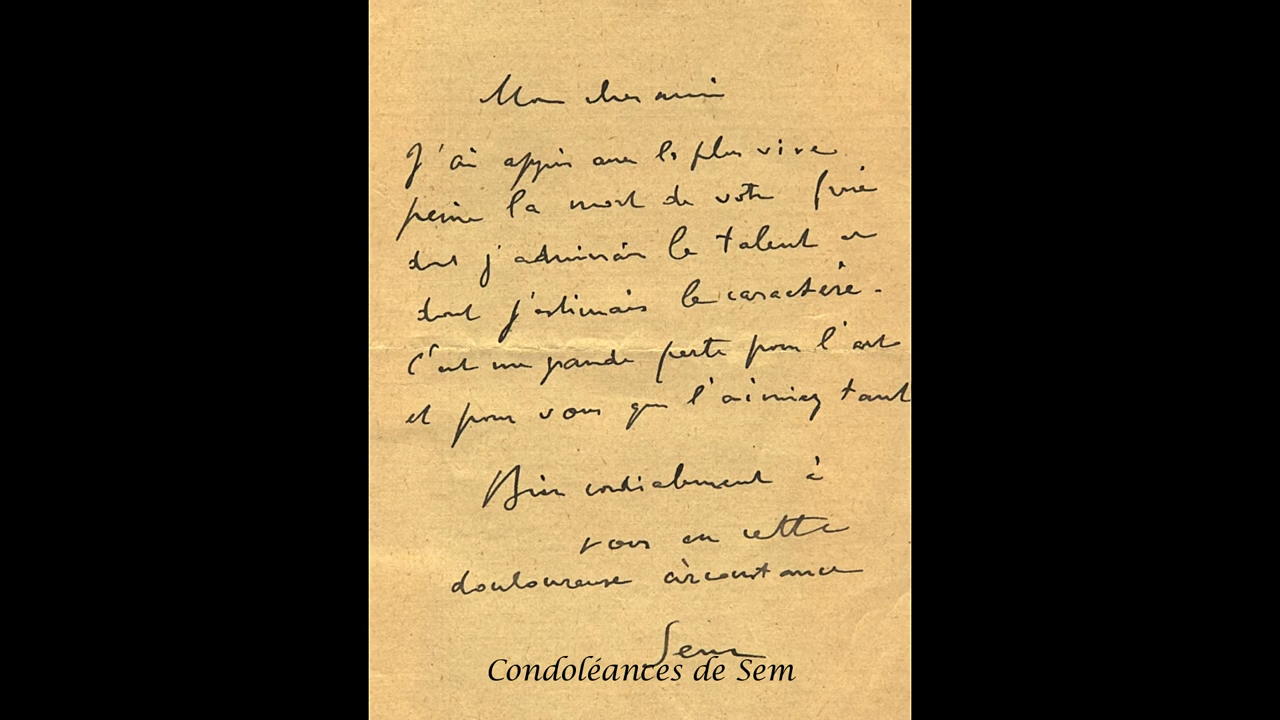 Mon cher ami
J'ai appris avec la plus vive
peine la mort de votre frère
dont j'admirais le talent et
dont j'estimais le caractère.
C'est une grande perte pour l'art
et pour vous qui l'aimiez tant
Bien cordialement à
vous en cette
douloureuse circonstance
Sem
Condoléances de Sem